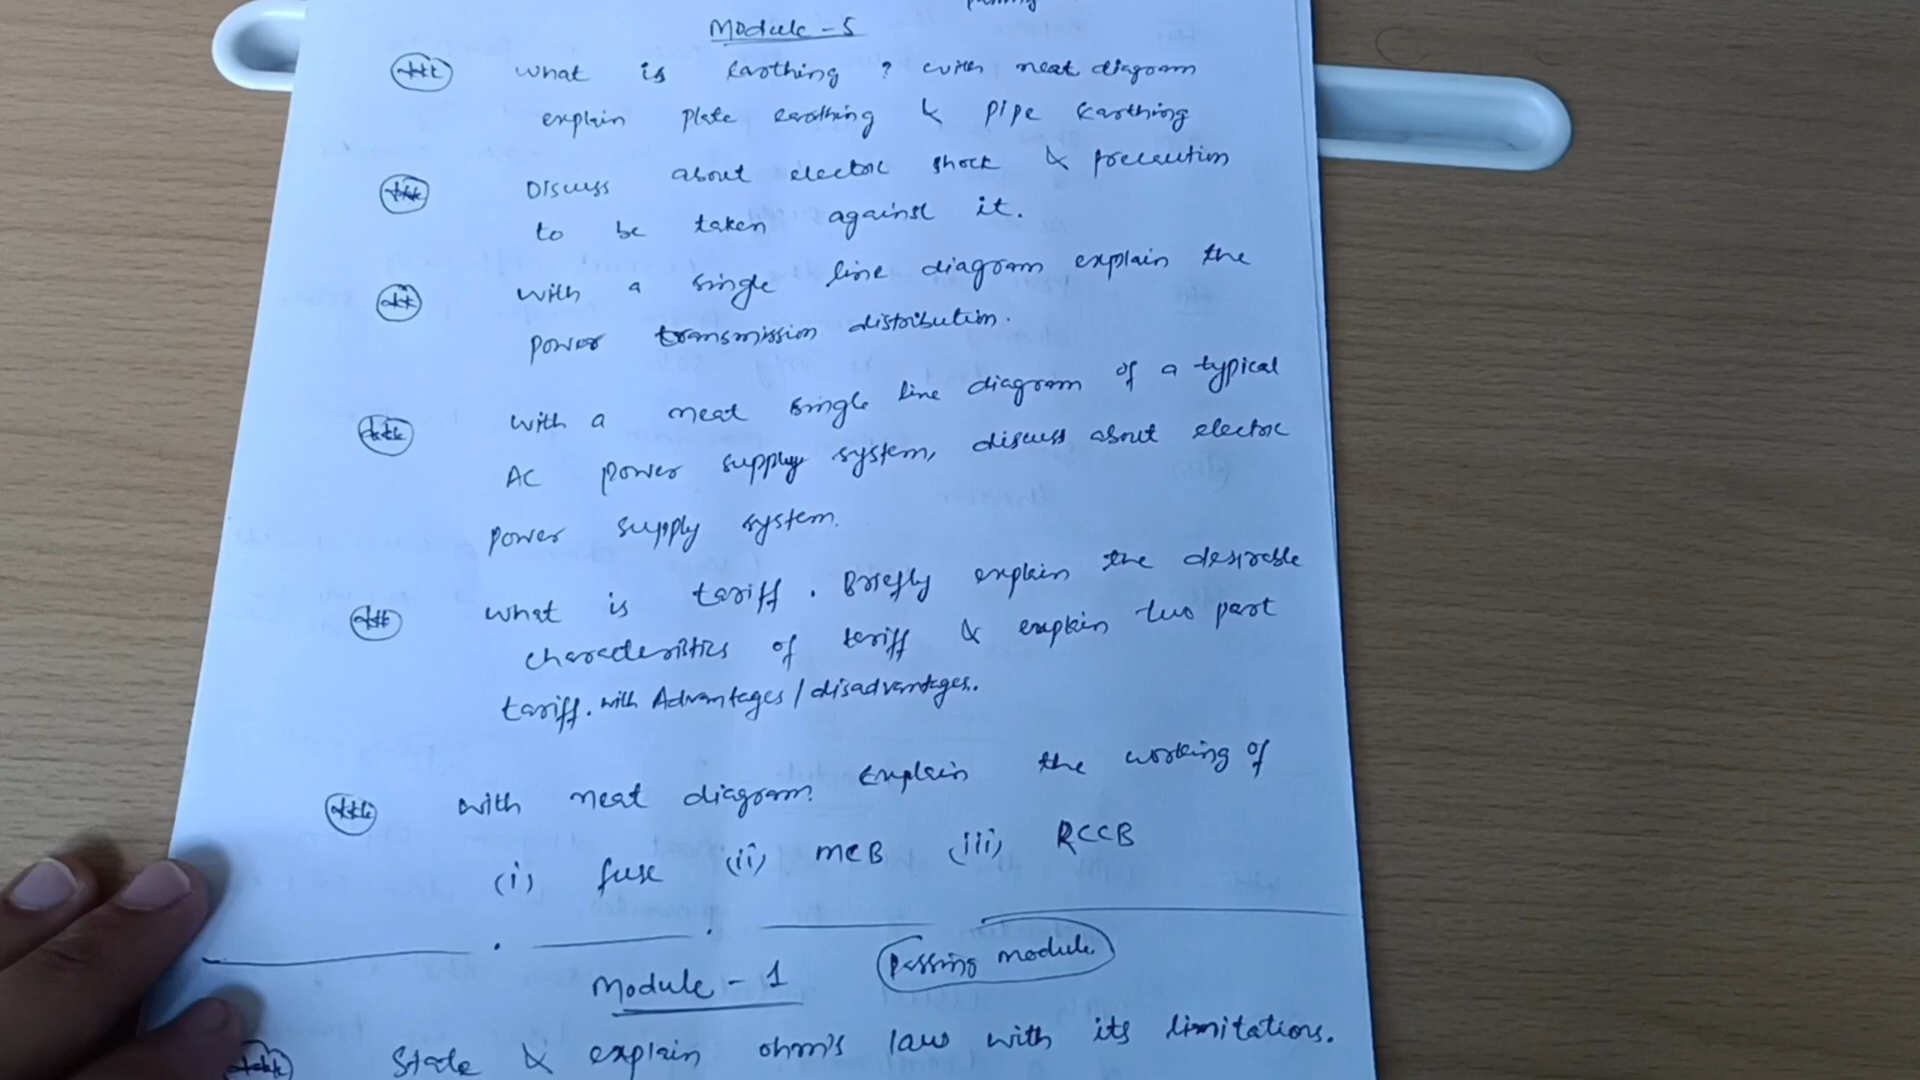 Passing
Module - 5
*** What is Earthing ? with neat diagram
explain plate earthing & pipe Earthing
*** Discuss about electric shock & precaution
to be taken against it.
*** with a single line diagram explain the
power transmission distribution.
*** with a neat single line diagram of a typical
AC power supply system, discuss about electric
power supply system.
*** what is tariff. Briefly explain the desirable
characteristics of tariff & explain two part
tariff. with Advantages / disadvantages.
*** with neat diagram. Explain the working of
(i) fuse (ii) MCB (iii) RCCB
Module - 1 Passing module
*** State & explain ohm's law with its limitations.